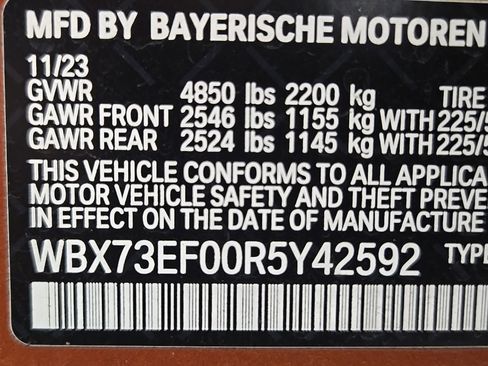 MFD BY BAYERISCHE MOTOREN
11/23
GVWR 4850 lbs 2200 kg TIRE
GAWR FRONT 2546 lbs 1155 kg WITH 225/5
GAWR REAR 2524 lbs 1145 kg WITH 225/5
THIS VEHICLE CONFORMS TO ALL APPLICA
MOTOR VEHICLE SAFETY AND THEFT PREVE
IN EFFECT ON THE DATE OF MANUFACTURE
WBX73EF00R5Y42592 TYPE